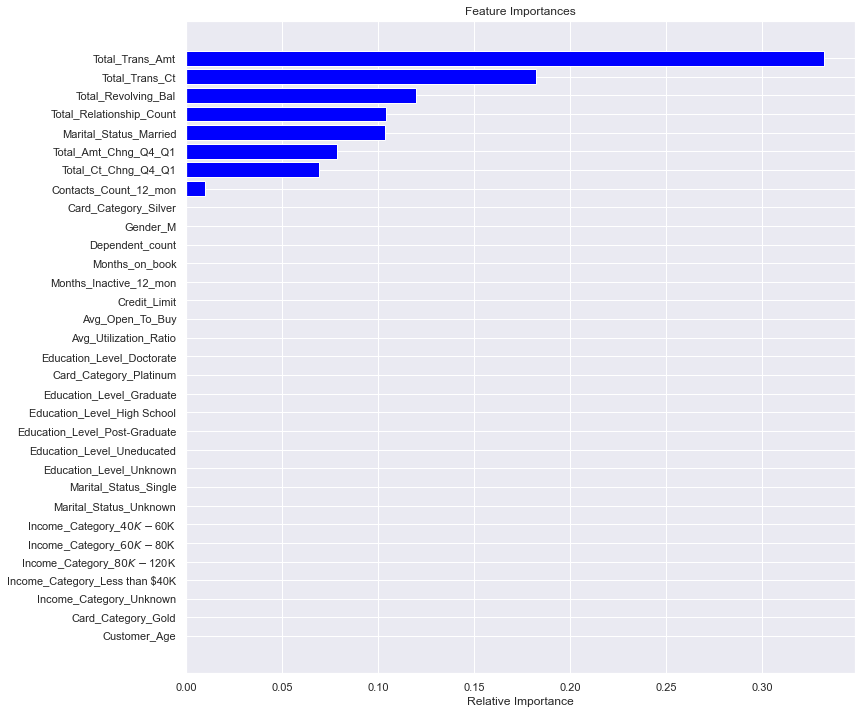 Feature Importances
Total_Trans_Amt
Total_Trans_Ct
Total_Revolving_Bal
Total_Relationship_Count
Marital_Status_Married
Total_Amt_Chng_Q4_Q1
Total_Ct_Chng_Q4_Q1
Contacts_Count_12_mon
Card_Category_Silver
Gender_M
Dependent_count
Months_on_book
Months_Inactive_12_mon
Credit_Limit
Avg_Open_To_Buy
Avg_Utilization_Ratio
Education_Level_Doctorate
Card_Category_Platinum
Education_Level_Graduate
Education_Level_High School
Education_Level_Post-Graduate
Education_Level_Uneducated
Education_Level_Unknown
Marital_Status_Single
Marital_Status_Unknown
Income_Category_40K − 60K
Income_Category_60K − 80K
Income_Category_80K − 120K
Income_Category_Less than $40K
Income_Category_Unknown
Card_Category_Gold
Customer_Age
0.00 0.05 0.10 0.15 0.20 0.25 0.30
Relative Importance